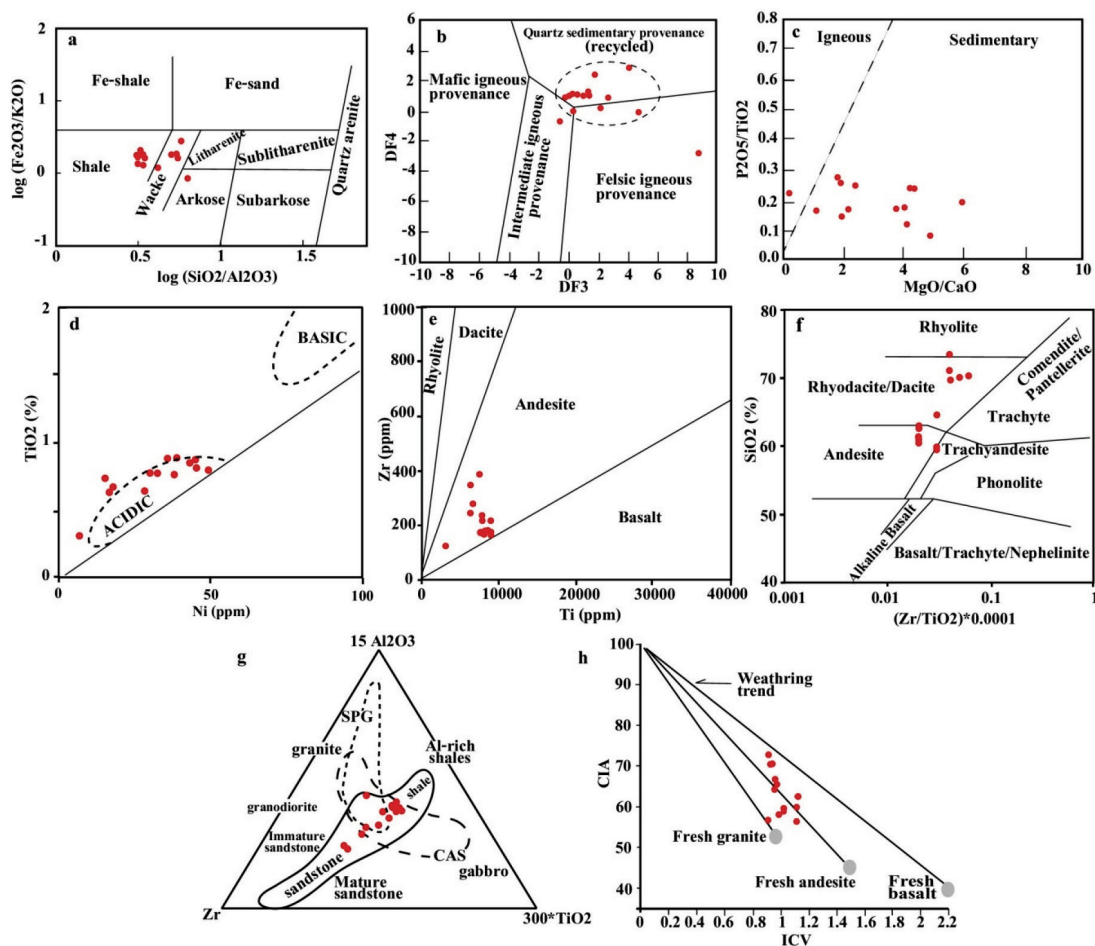 a
2
1
0
-1
log (Fe2O3/K2O)
Fe-shale
Fe-sand
Shale
Wacke
Litharenite
Sublitharenite
Arkose
Subarkose
Quartz arenite
0.5
1
1.5
log (SiO2/Al2O3)
b
6
4
2
0
-2
-4
-6
-8
-10
DF4
Quartz sedimentary provenance
(recycled)
Mafic igneous
provenance
Intermediate igneous
provenance
Felsic igneous
provenance
-10
-8
-6
-4
-2
0
2
4
6
8
10
DF3
c
0.8
0.7
0.6
0.5
0.4
0.3
0.2
0.1
0.0
P2O5/TiO2
Igneous
Sedimentary
0
2
4
6
8
10
MgO/CaO
d
2
1
0
TiO2 (%)
BASIC
ACIDIC
0
50
100
Ni (ppm)
e
1000
800
600
400
200
0
Zr (ppm)
Rhyolite
Dacite
Andesite
Basalt
0
10000
20000
30000
40000
Ti (ppm)
f
80
70
60
50
40
SiO2 (%)
Rhyolite
Rhyodacite/Dacite
Comendite/
Pantellerite
Trachyte
Andesite
Trachyandesite
Phonolite
Alkaline Basalt
Basalt/Trachyte/Nephelinite
0.001
0.01
0.1
1
(Zr/TiO2)*0.0001
g
15 Al2O3
SPG
granite
Al-rich
shales
shale
granodiorite
Immature
sandstone
sandstone
CAS
gabbro
Mature
sandstone
Zr
300*TiO2
h
100
90
80
70
60
50
40
CIA
Weathring
trend
Fresh granite
Fresh andesite
Fresh
basalt
0
0.2
0.4
0.6
0.8
1
1.2
1.4
1.6
1.8
2
2.2
ICV